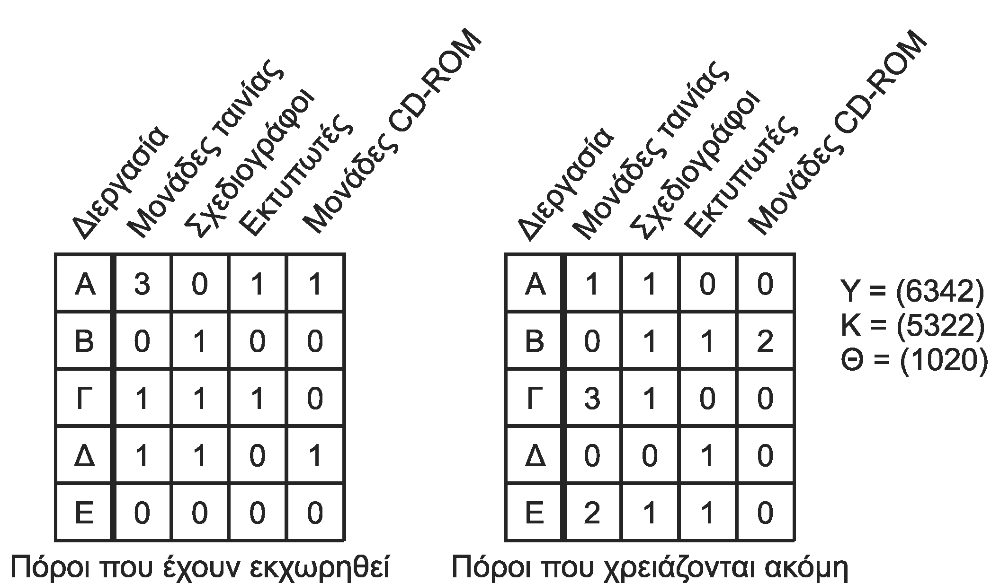 Διεργασία Μονάδες ταινίας Σχεδιογράφοι Εκτυπωτές Μονάδες CD-ROM
Α 3 0 1 1
Β 0 1 0 0
Γ 1 1 1 0
Δ 1 1 0 1
Ε 0 0 0 0
Πόροι που έχουν εκχωρηθεί
Διεργασία Μονάδες ταινίας Σχεδιογράφοι Εκτυπωτές Μονάδες CD-ROM
Α 1 1 0 0
Β 0 1 1 2
Γ 3 1 0 0
Δ 0 0 1 0
Ε 2 1 1 0
Πόροι που χρειάζονται ακόμη
Υ = (6342)
Κ = (5322)
Θ = (1020)